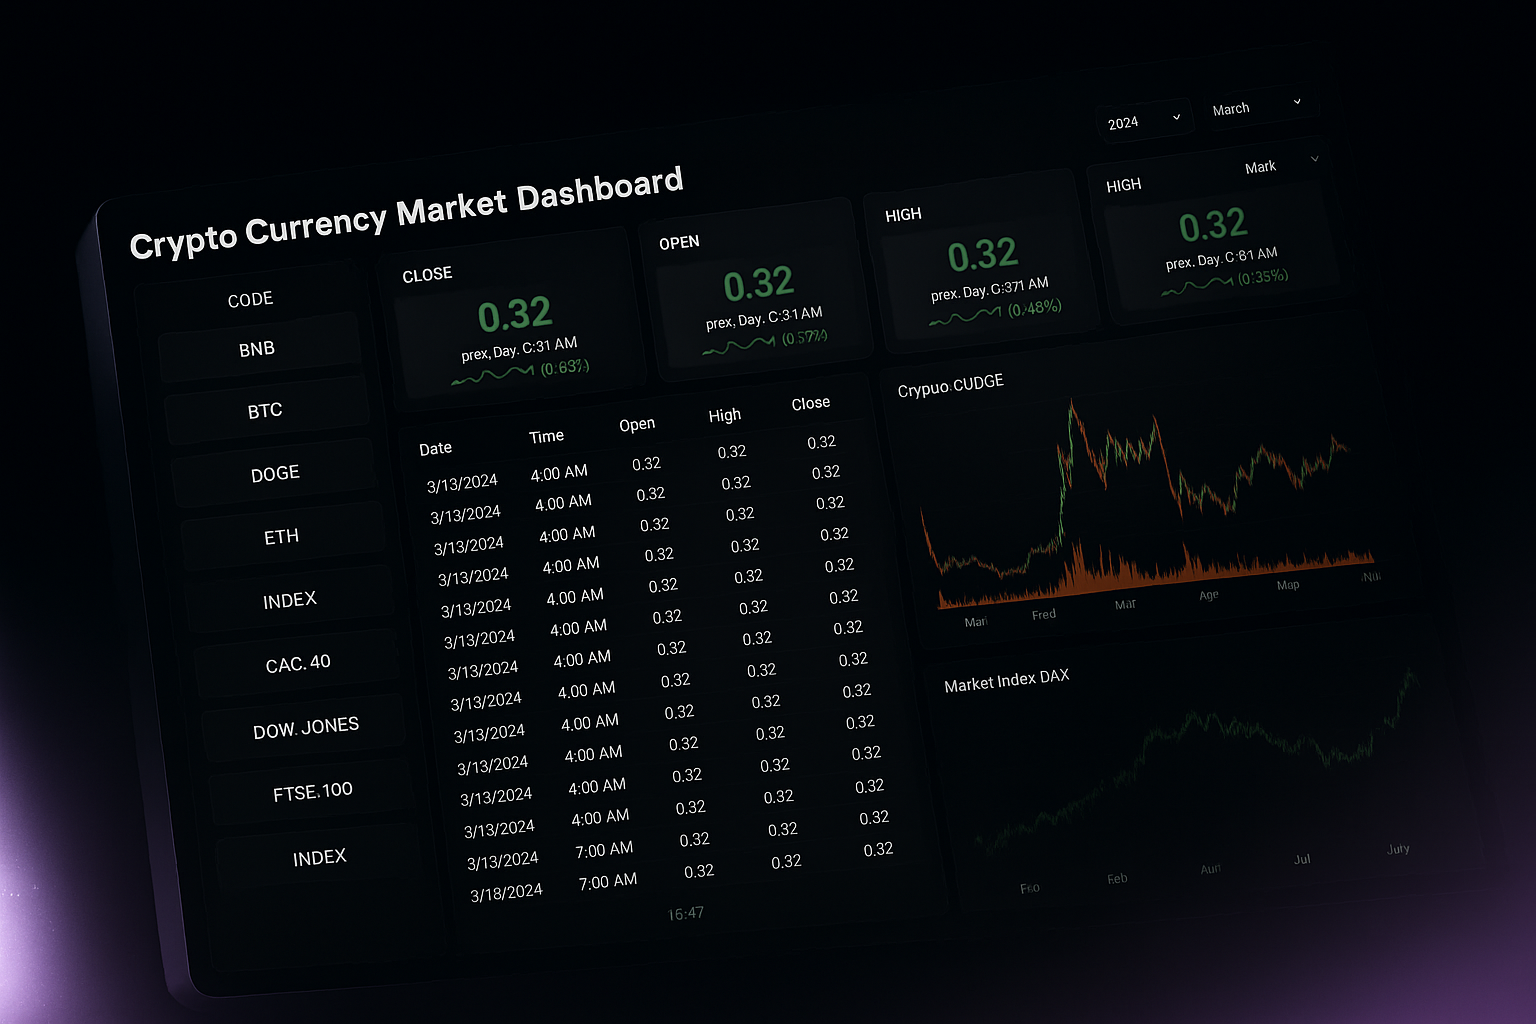 2024
March
Crypto Currency Market Dashboard
CODE
BNB
BTC
DOGE
ETH
INDEX
CAC. 40
DOW. JONES
FTSE.100
INDEX
CLOSE
0.32
prex, Day. C:31 AM
(0:63%)
OPEN
0.32
prex, Day. C:31 AM
(0.57%)
HIGH
0.32
prex. Day. C:371 AM
(0.48%)
HIGH
Mark
0.32
prex. Day. C:81 AM
(0:35%)
Date Time Open High Close
3/13/2024 4:00 AM 0.32 0.32 0.32
3/13/2024 4.00 AM 0.32 0.32 0.32
3/13/2024 4:00 AM 0.32 0.32 0.32
3/13/2024 4:00 AM 0.32 0.32 0.32
3/13/2024 4.00 AM 0.32 0.32 0.32
3/13/2024 4:00 AM 0.32 0.32 0.32
3/13/2024 4:00 AM 0.32 0.32 0.32
3/13/2024 4.00 AM 0.32 0.32 0.32
3/13/2024 4.00 AM 0.32 0.32 0.32
3/13/2024 4:00 AM 0.32 0.32 0.32
3/13/2024 4:00 AM 0.32 0.32 0.32
3/13/2024 4:00 AM 0.32 0.32 0.32
3/13/2024 7:00 AM 0.32 0.32 0.32
3/18/2024 7:00 AM 0.32 0.32 0.32
16:47
Crypuo CUDGE
Mari Fred Mar Age Map
Market Index DAX
Feb Jul Jury